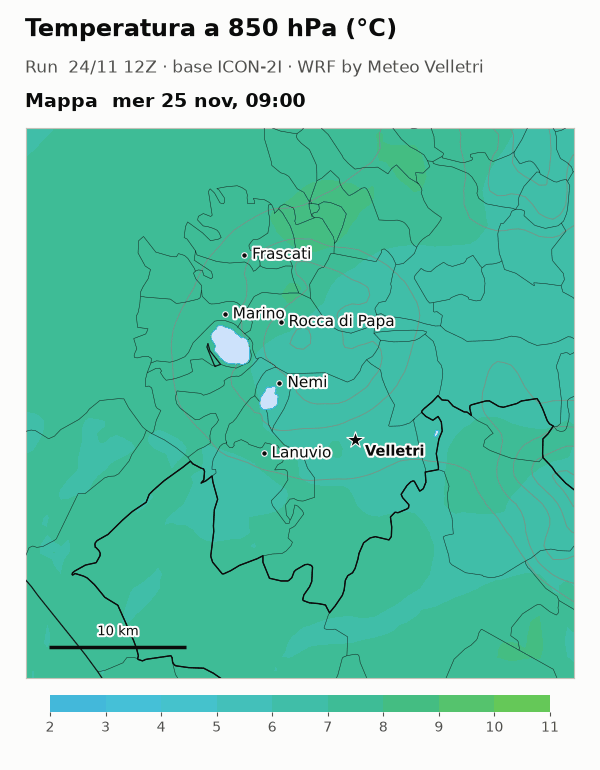 Temperatura a 850 hPa (°C)
Run  24/11 12Z · base ICON-2I · WRF by Meteo Velletri
Mappa  mer 25 nov, 09:00
Frascati
Marino
Rocca di Papa
Nemi
Velletri
Lanuvio
10 km
2 3 4 5 6 7 8 9 10 11